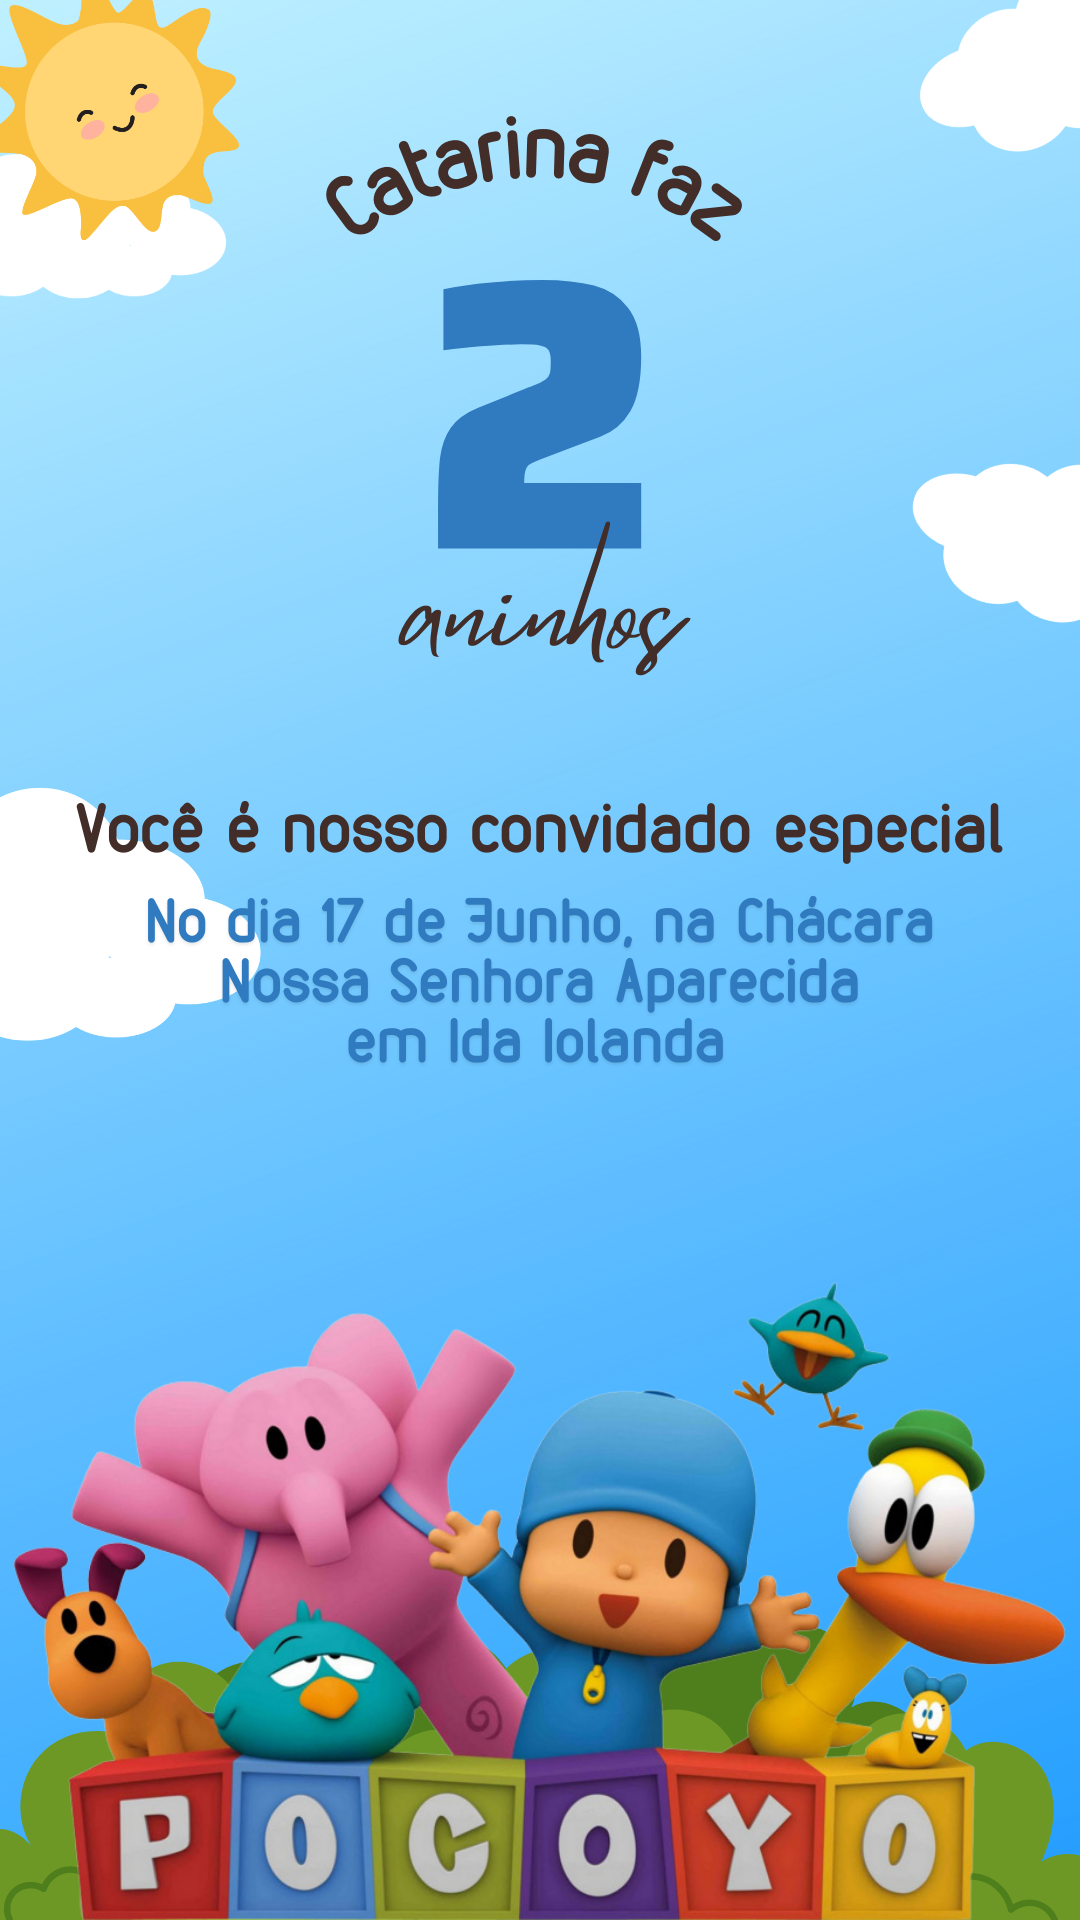 Catarina faz
2
aninhos
Você é nosso convidado especial
No dia 17 de Junho, na Chácara
Nossa Senhora Aparecida
em Ida Iolanda
POCOYO